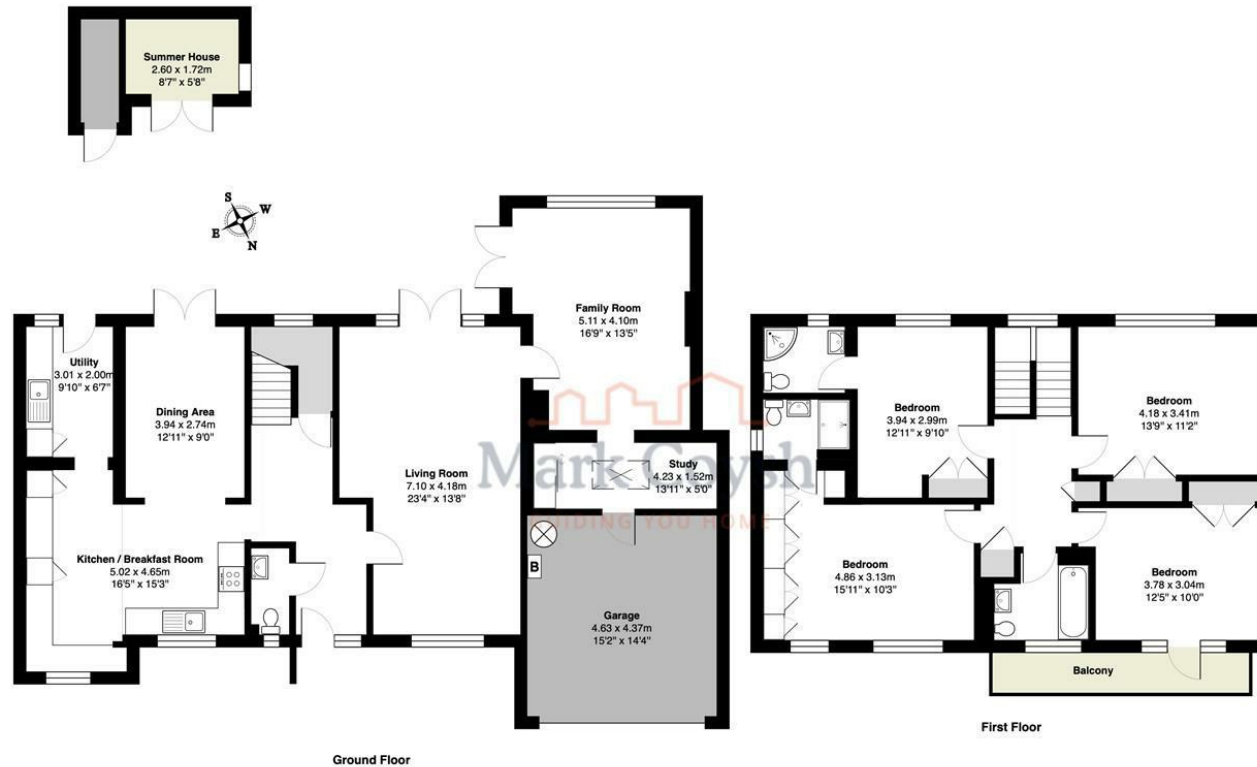 Summer House
2.60 x 1.72m
8'7" x 5'8"
S
W
E
N
Family Room
5.11 x 4.10m
16'9" x 13'5"
Utility
3.01 x 2.00m
9'10" x 6'7"
Dining Area
3.94 x 2.74m
12'11" x 9'0"
Living Room
7.10 x 4.18m
23'4" x 13'8"
Study
4.23 x 1.52m
13'11" x 5'0"
Mark Coysh
BUILDING YOU HOME
Kitchen / Breakfast Room
5.02 x 4.65m
16'5" x 15'3"
B
Garage
4.63 x 4.37m
15'2" x 14'4"
Ground Floor
Bedroom
3.94 x 2.99m
12'11" x 9'10"
Bedroom
4.18 x 3.41m
13'9" x 11'2"
Bedroom
4.86 x 3.13m
15'11" x 10'3"
Bedroom
3.78 x 3.04m
12'5" x 10'0"
Balcony
First Floor